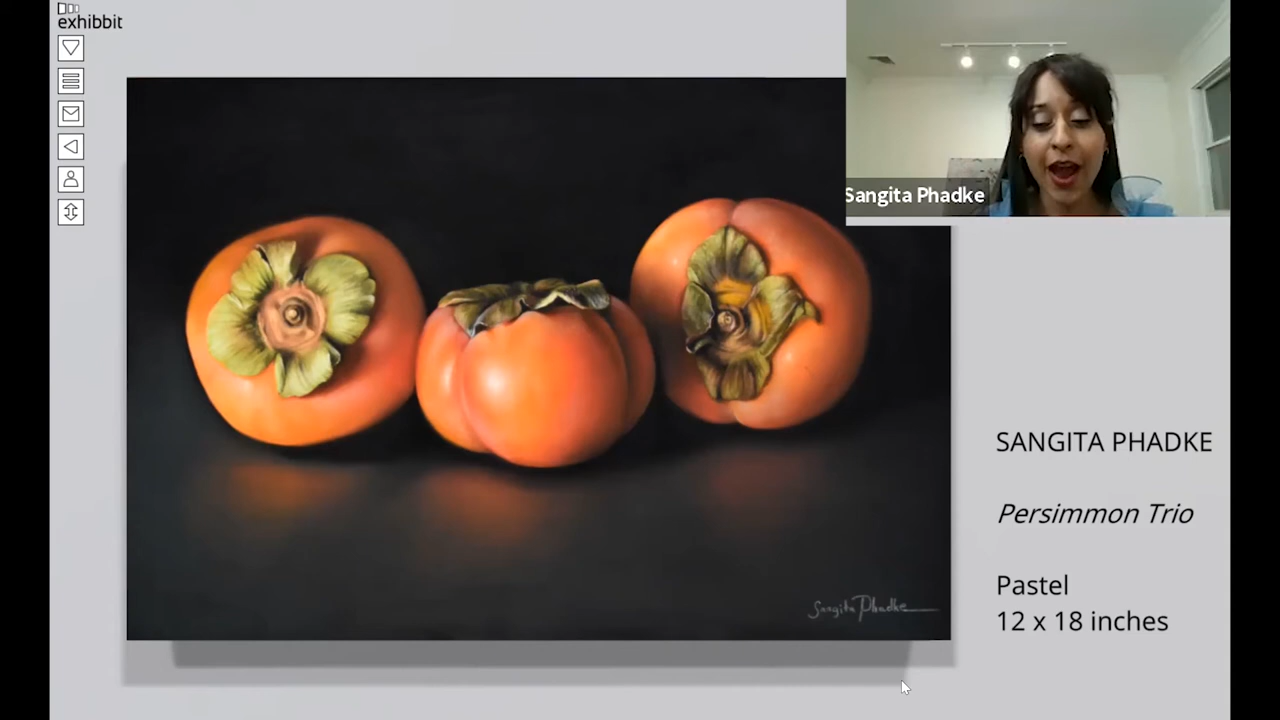 exhibbit
Sangita Phadke
SANGITA PHADKE
Persimmon Trio
Pastel
12 x 18 inches
Sangita Phadke